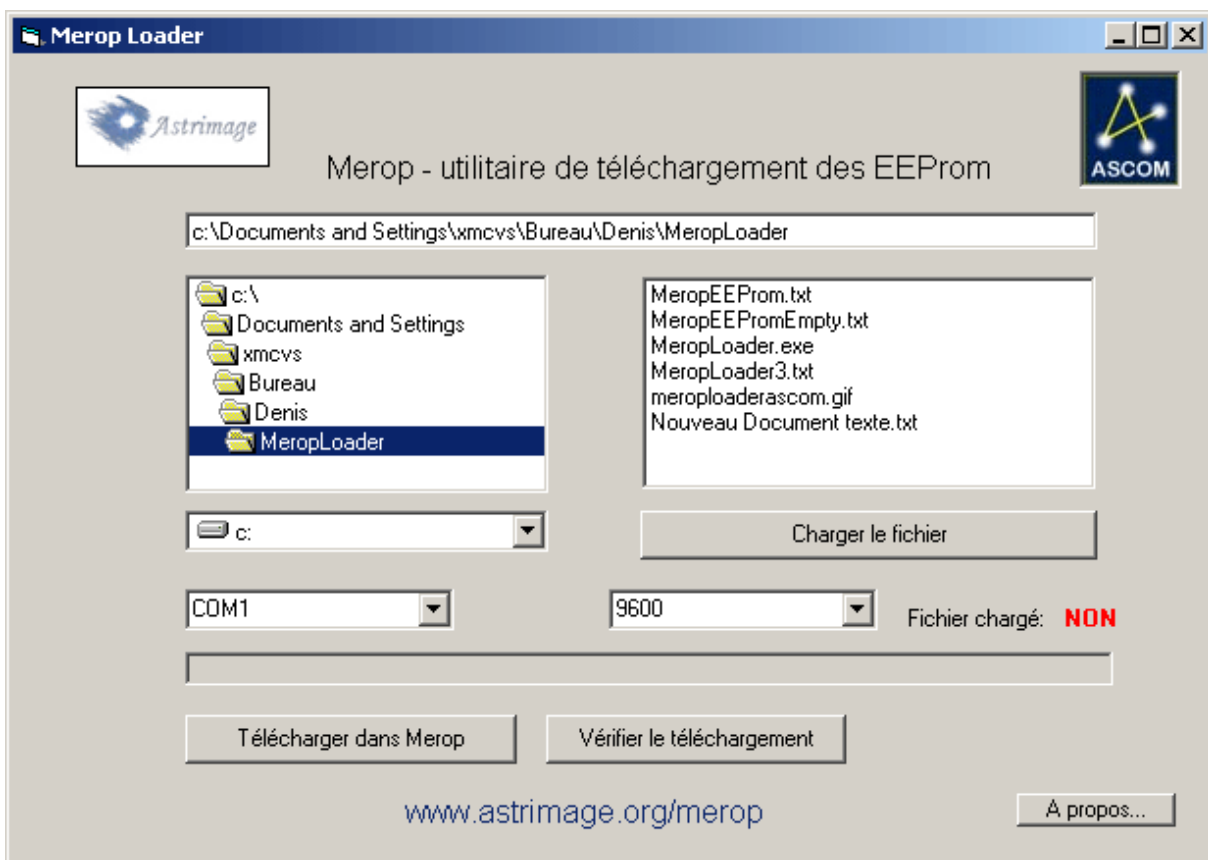 Merop Loader
Astrimage
ASCOM
Merop - utilitaire de téléchargement des EEProm
c:\Documents and Settings\xmcvs\Bureau\Denis\MeropLoader
c:\
Documents and Settings
xmcvs
Bureau
Denis
MeropLoader
MeropEEProm.txt
MeropEEPromEmpty.txt
MeropLoader.exe
MeropLoader3.txt
meroploaderascom.gif
Nouveau Document texte.txt
c:
Charger le fichier
COM1
9600
Fichier chargé: NON
Télécharger dans Merop
Vérifier le téléchargement
www.astrimage.org/merop
A propos...